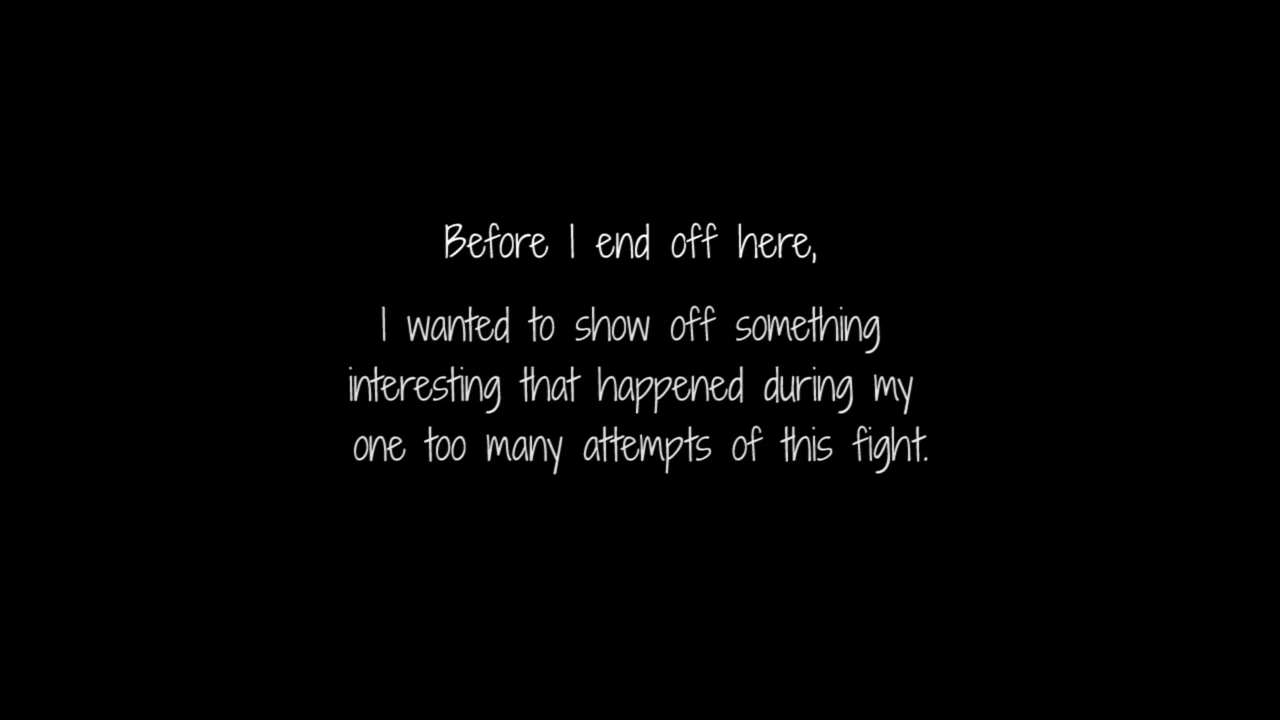 Before I end off here,
I wanted to show off something
interesting that happened during my
one too many attempts of this fight.